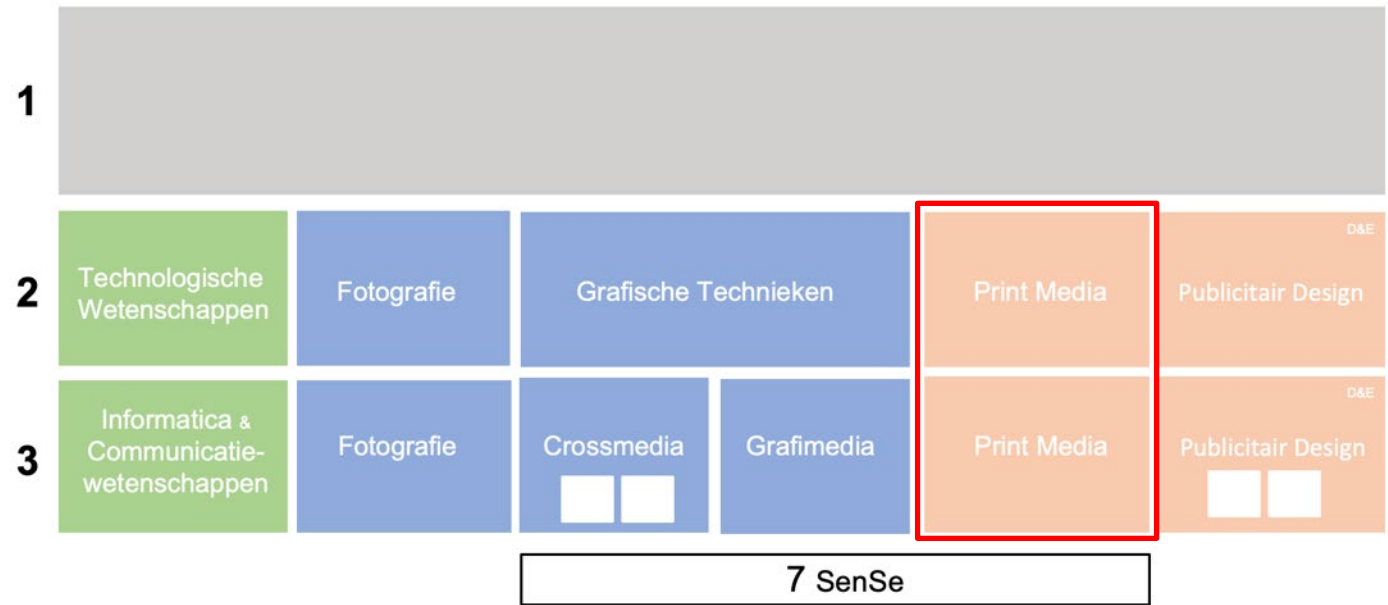 1
2
Technologische
Wetenschappen
Fotografie
Grafische Technieken
Print Media
D&E
Publicitair Design
3
Informatica &
Communicatie-
wetenschappen
Fotografie
Crossmedia
Grafimedia
Print Media
D&E
Publicitair Design
7 SenSe